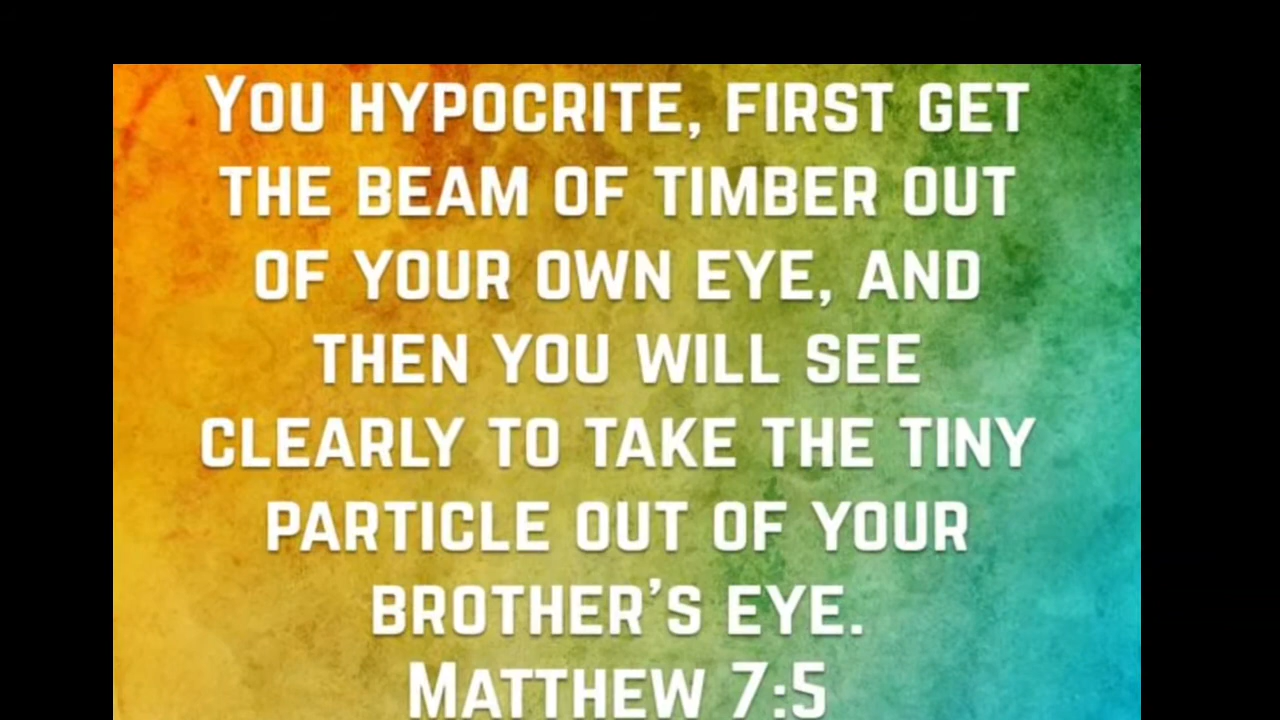 You hypocrite, first get
the beam of timber out
of your own eye, and
then you will see
clearly to take the tiny
particle out of your
brother’s eye.
Matthew 7:5